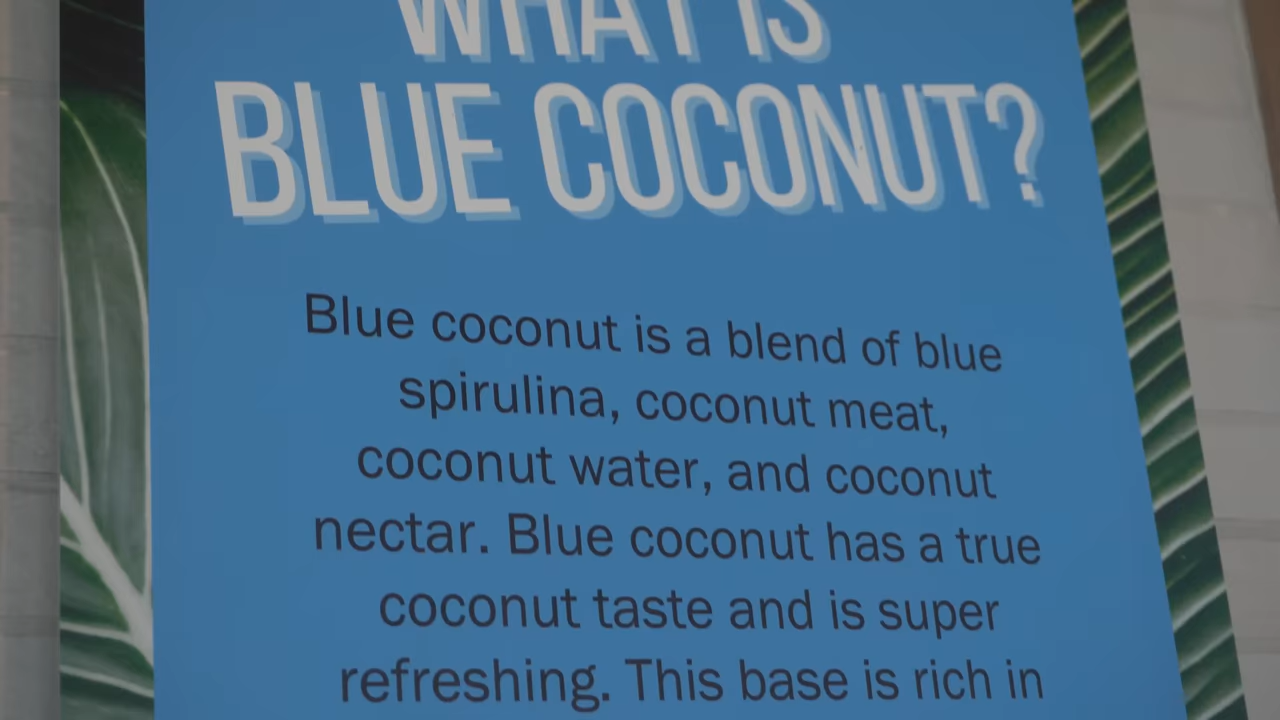 WHAT IS
BLUE COCONUT?
Blue coconut is a blend of blue
spirulina, coconut meat,
coconut water, and coconut
nectar. Blue coconut has a true
coconut taste and is super
refreshing. This base is rich in